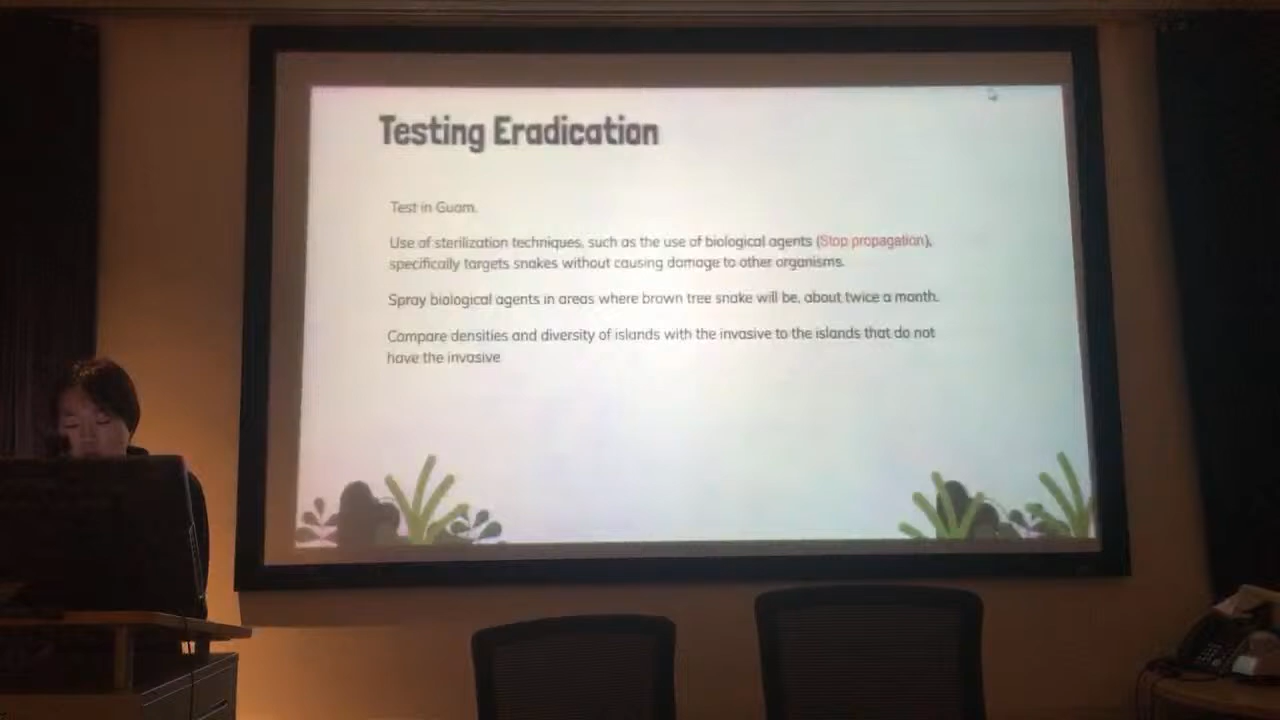 Testing Eradication
Test in Guam.
Use of sterilization techniques, such as the use of biological agents (Stop propagation),
specifically targets snakes without causing damage to other organisms.
Spray biological agents in areas where brown tree snake will be, about twice a month.
Compare densities and diversity of islands with the invasive to the islands that do not
have the invasive